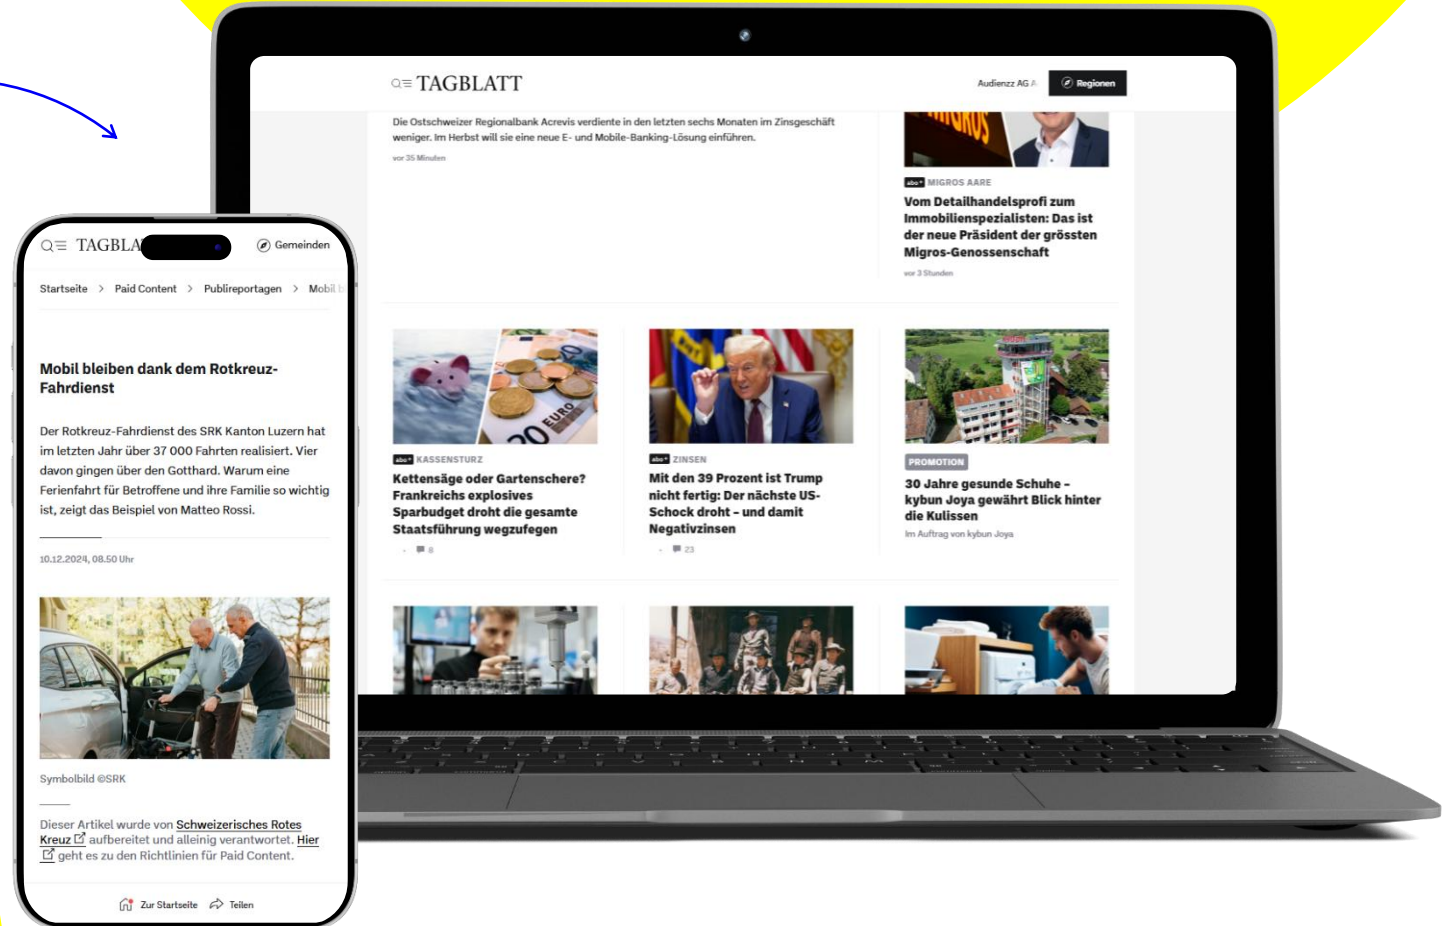 TAGBLATT
Audienzz AG A
Regionen
Die Ostschweizer Regionalbank Acrevis verdiente in den letzten sechs Monaten im Zinsgeschäft
weniger. Im Herbst will sie eine neue E- und Mobile-Banking-Lösung einführen.
vor 35 Minuten
MIGROS
abo+ MIGROS AARE
Vom Detailhandelsprofi zum
Immobilienspezialisten: Das ist
der neue Präsident der grössten
Migros-Genossenschaft
vor 3 Stunden
20 EURO
abo+ KASSENSTURZ
Kettensäge oder Gartenschere?
Frankreichs explosives
Sparbudget droht die gesamte
Staatsführung wegzufegen
8
abo+ ZINSEN
Mit den 39 Prozent ist Trump
nicht fertig: Der nächste US-
Schock droht – und damit
Negativzinsen
23
PROMOTION
30 Jahre gesunde Schuhe –
kybun Joya gewährt Blick hinter
die Kulissen
Im Auftrag von kybun Joya
TAGBLA
Gemeinden
Startseite > Paid Content > Publireportagen > Mobil b
Mobil bleiben dank dem Rotkreuz-
Fahrdienst
Der Rotkreuz-Fahrdienst des SRK Kanton Luzern hat
im letzten Jahr über 37 000 Fahrten realisiert. Vier
davon gingen über den Gotthard. Warum eine
Ferienfahrt für Betroffene und ihre Familie so wichtig
ist, zeigt das Beispiel von Matteo Rossi.
10.12.2024, 08.50 Uhr
Symbolbild ©SRK
Dieser Artikel wurde von Schweizerisches Rotes
Kreuz aufbereitet und alleinig verantwortet. Hier
geht es zu den Richtlinien für Paid Content.
Zur Startseite Teilen